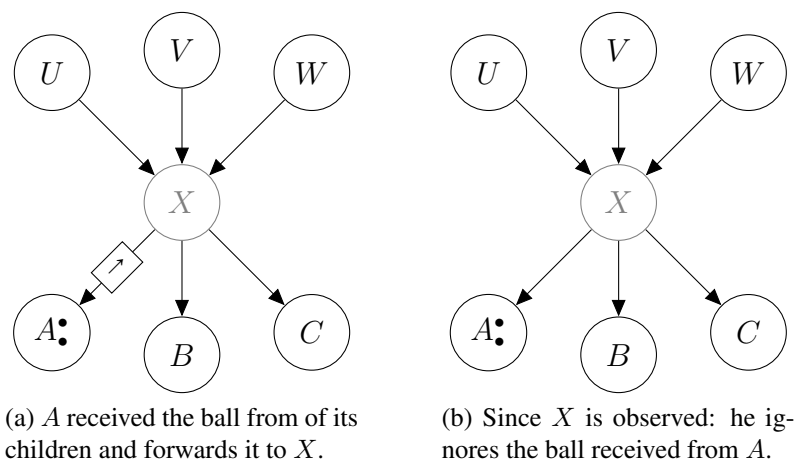 V V
U W U W
X X
↗
A: A:
B C B C
(a) A received the ball from of its
children and forwards it to X.
(b) Since X is observed: he ig-
nores the ball received from A.